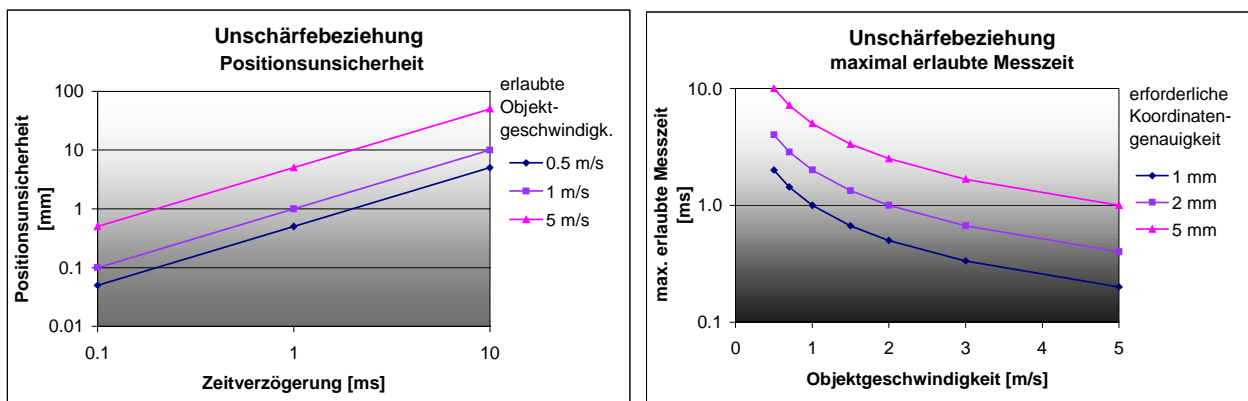 Unschärfebeziehung
Positionsunsicherheit
Positionsunsicherheit
[mm]
100
10
1
0.1
0.01
0.1
1
10
Zeitverzögerung [ms]
erlaubte
Objekt-
geschwindigk.
0.5 m/s
1 m/s
5 m/s
Unschärfebeziehung
maximal erlaubte Messzeit
max. erlaubte Messzeit
[ms]
10.0
1.0
0.1
0
1
2
3
4
5
Objektgeschwindigkeit [m/s]
erforderliche
Koordinaten-
genauigkeit
1 mm
2 mm
5 mm